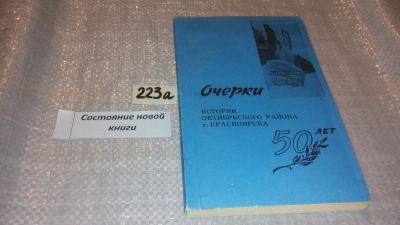 223а
Состояние новой
книги
Очерки
ИСТОРИИ
ОКТЯБРЬСКОГО РАЙОНА
г. КРАСНОЯРСКА
50 ЛЕТ